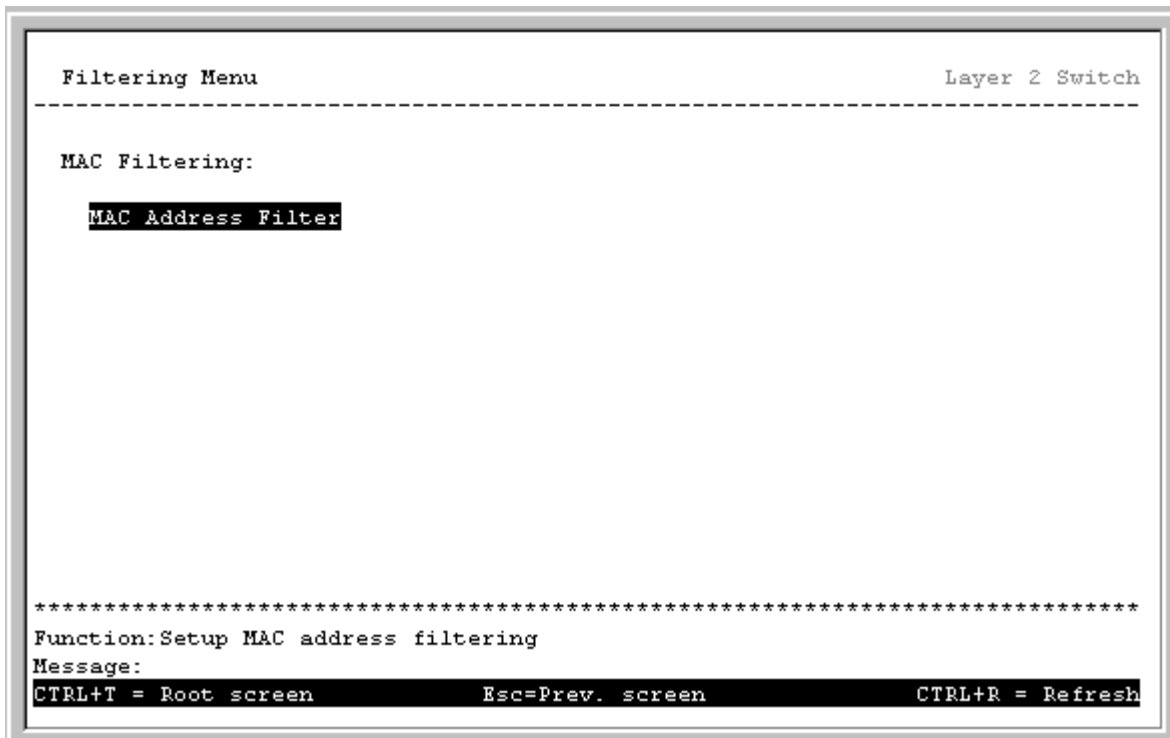 Filtering Menu Layer 2 Switch
-------------------------------------------------------------------------------
MAC Filtering:
MAC Address Filter
*******************************************************************************
Function:Setup MAC address filtering
Message:
CTRL+T = Root screen Esc=Prev. screen CTRL+R = Refresh